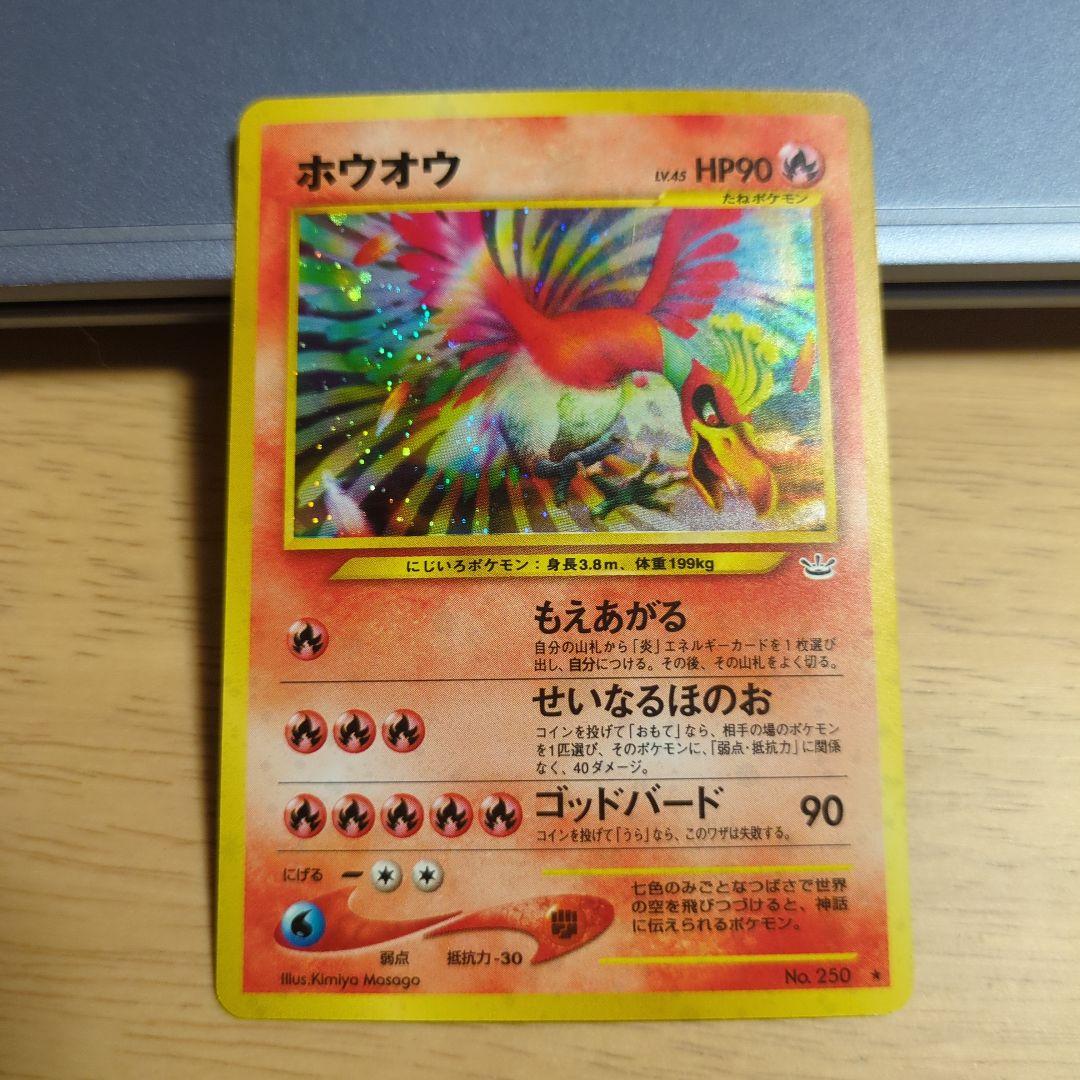 ホウオウ LV.45 HP90
たねポケモン
にじいろポケモン：身長3.8m、体重199kg
もえあがる
自分の山札から「炎」エネルギーカードを1枚選び
出し、自分につける。その後、その山札をよく切る。
せいなるほのお
コインを投げて「おもて」なら、相手の場のポケモン
を1匹選び、そのポケモンに、「弱点・抵抗力」に関係
なく、40ダメージ。
ゴッドバード 90
コインを投げて「うら」なら、このワザは失敗する。
にげる
七色のみごとなつばさで世界
の空を飛びつづけると、神話
に伝えられるポケモン。
弱点 抵抗力 -30
Illus.Kimiya Masago No. 250 ★